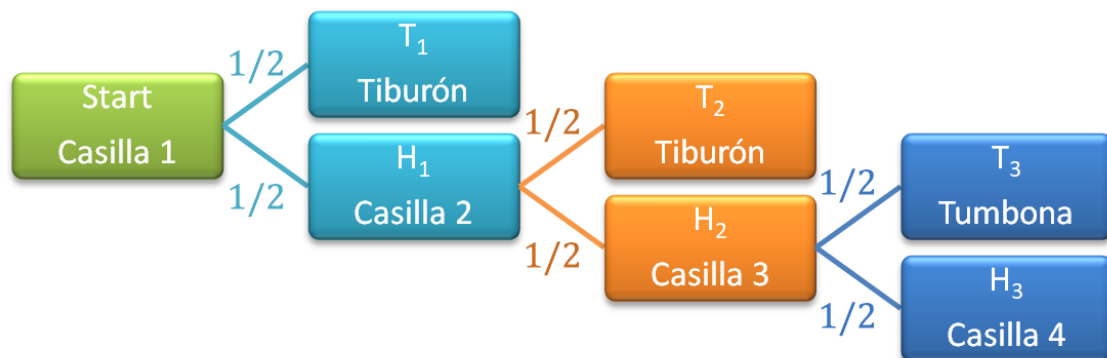 Start
Casilla 1
1/2
1/2
T₁
Tiburón
H₁
Casilla 2
1/2
1/2
T₂
Tiburón
H₂
Casilla 3
1/2
1/2
T₃
Tumbona
H₃
Casilla 4